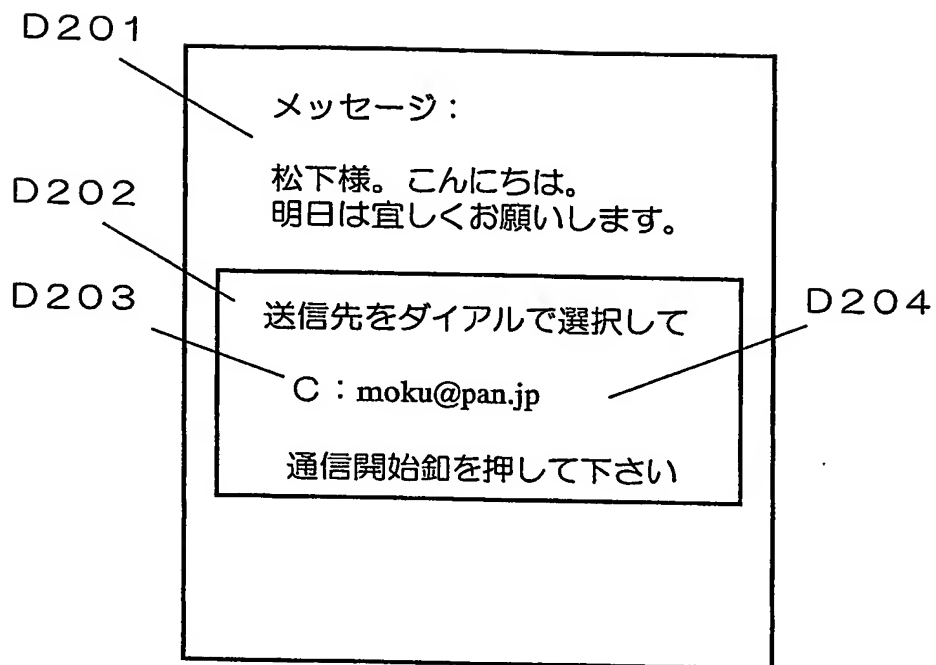 D201
メッセージ：
松下様。こんにちは。
明日は宜しくお願いします。
D202
D203
送信先をダイアルで選択して
D204
C：moku@pan.jp
通信開始釦を押して下さい